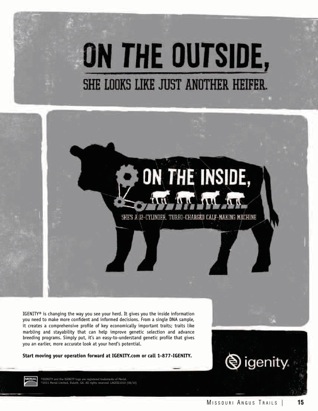 ON THE OUTSIDE,
SHE LOOKS LIKE JUST ANOTHER HEIFER.
ON THE INSIDE,
SHE'S A 12-CYLINDER, TURBO-CHARGED CALF-MAKING MACHINE
IGENITY® is changing the way you see your herd. It gives you the inside information
you need to make more confident and informed decisions. From a single DNA sample,
it creates a comprehensive profile of key economically important traits; traits like
marbling and stayability that can help improve genetic selection and advance
breeding programs. Simply put, it's an easy-to-understand genetic profile that gives
you an earlier, more accurate look at your herd's potential.
Start moving your operation forward at IGENITY.com or call 1-877-IGENITY.
igenity.
MISSOURI ANGUS TRAILS | 15